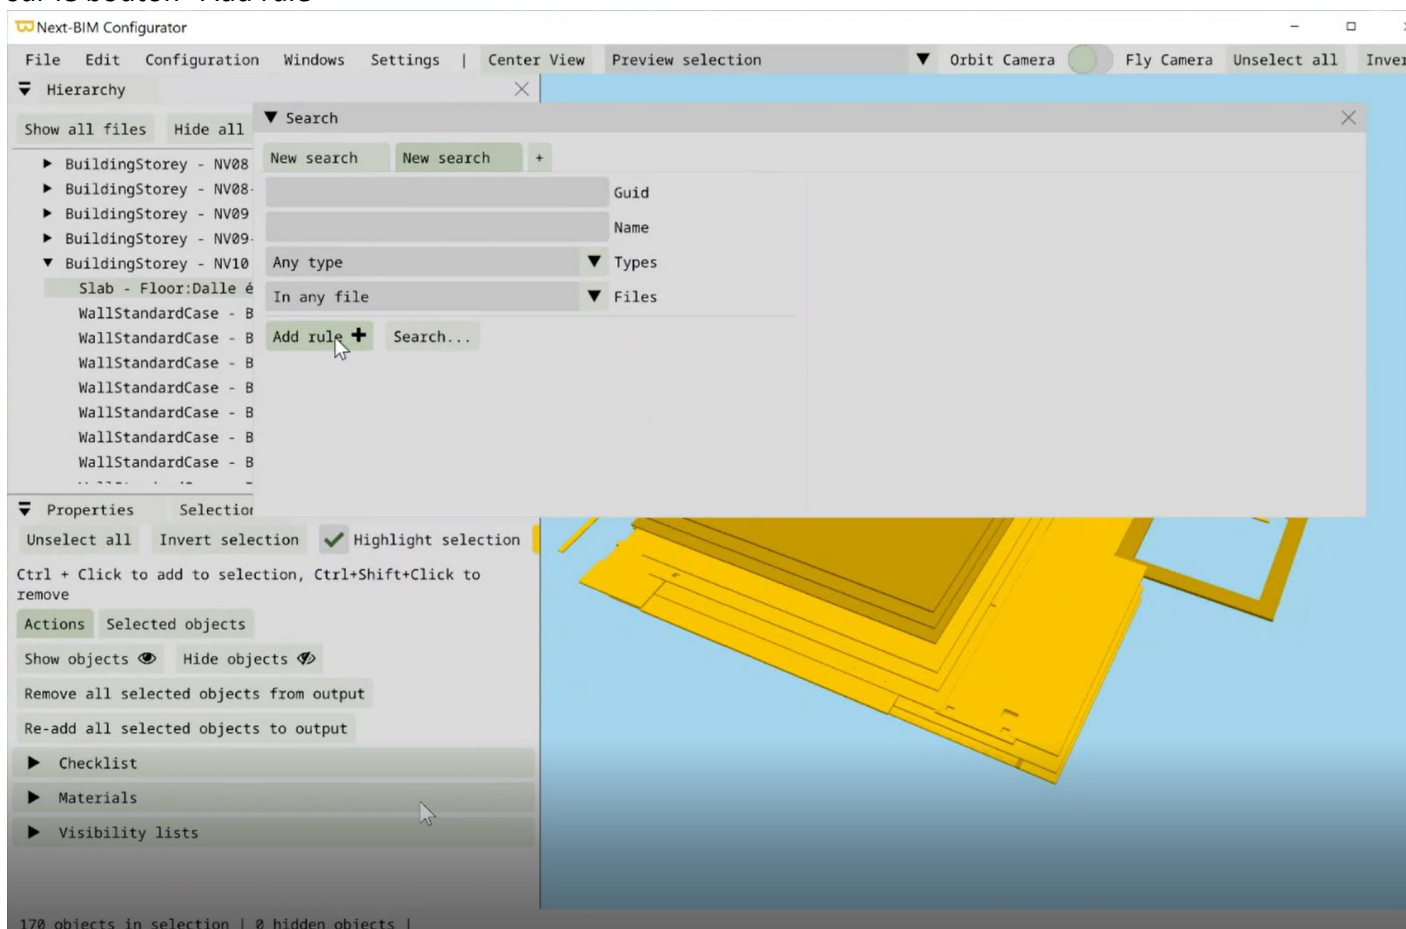 Next-BIM Configurator
File Edit Configuration Windows Settings | Center View Preview selection Orbit Camera Fly Camera Unselect all
Hierarchy
Show all files Hide all
BuildingStorey - NV08
BuildingStorey - NV08-
BuildingStorey - NV09
BuildingStorey - NV09-
BuildingStorey - NV10
Slab - Floor:Dalle é
WallStandardCase - B
WallStandardCase - B
WallStandardCase - B
WallStandardCase - B
WallStandardCase - B
WallStandardCase - B
WallStandardCase - B
Search
New search New search +
Guid
Name
Any type Types
In any file Files
Add rule + Search...
Properties Selection
Unselect all Invert selection Highlight selection
Ctrl + Click to add to selection, Ctrl+Shift+Click to
remove
Actions Selected objects
Show objects Hide objects
Remove all selected objects from output
Re-add all selected objects to output
Checklist
Materials
Visibility lists
170 objects in selection | 0 hidden objects |